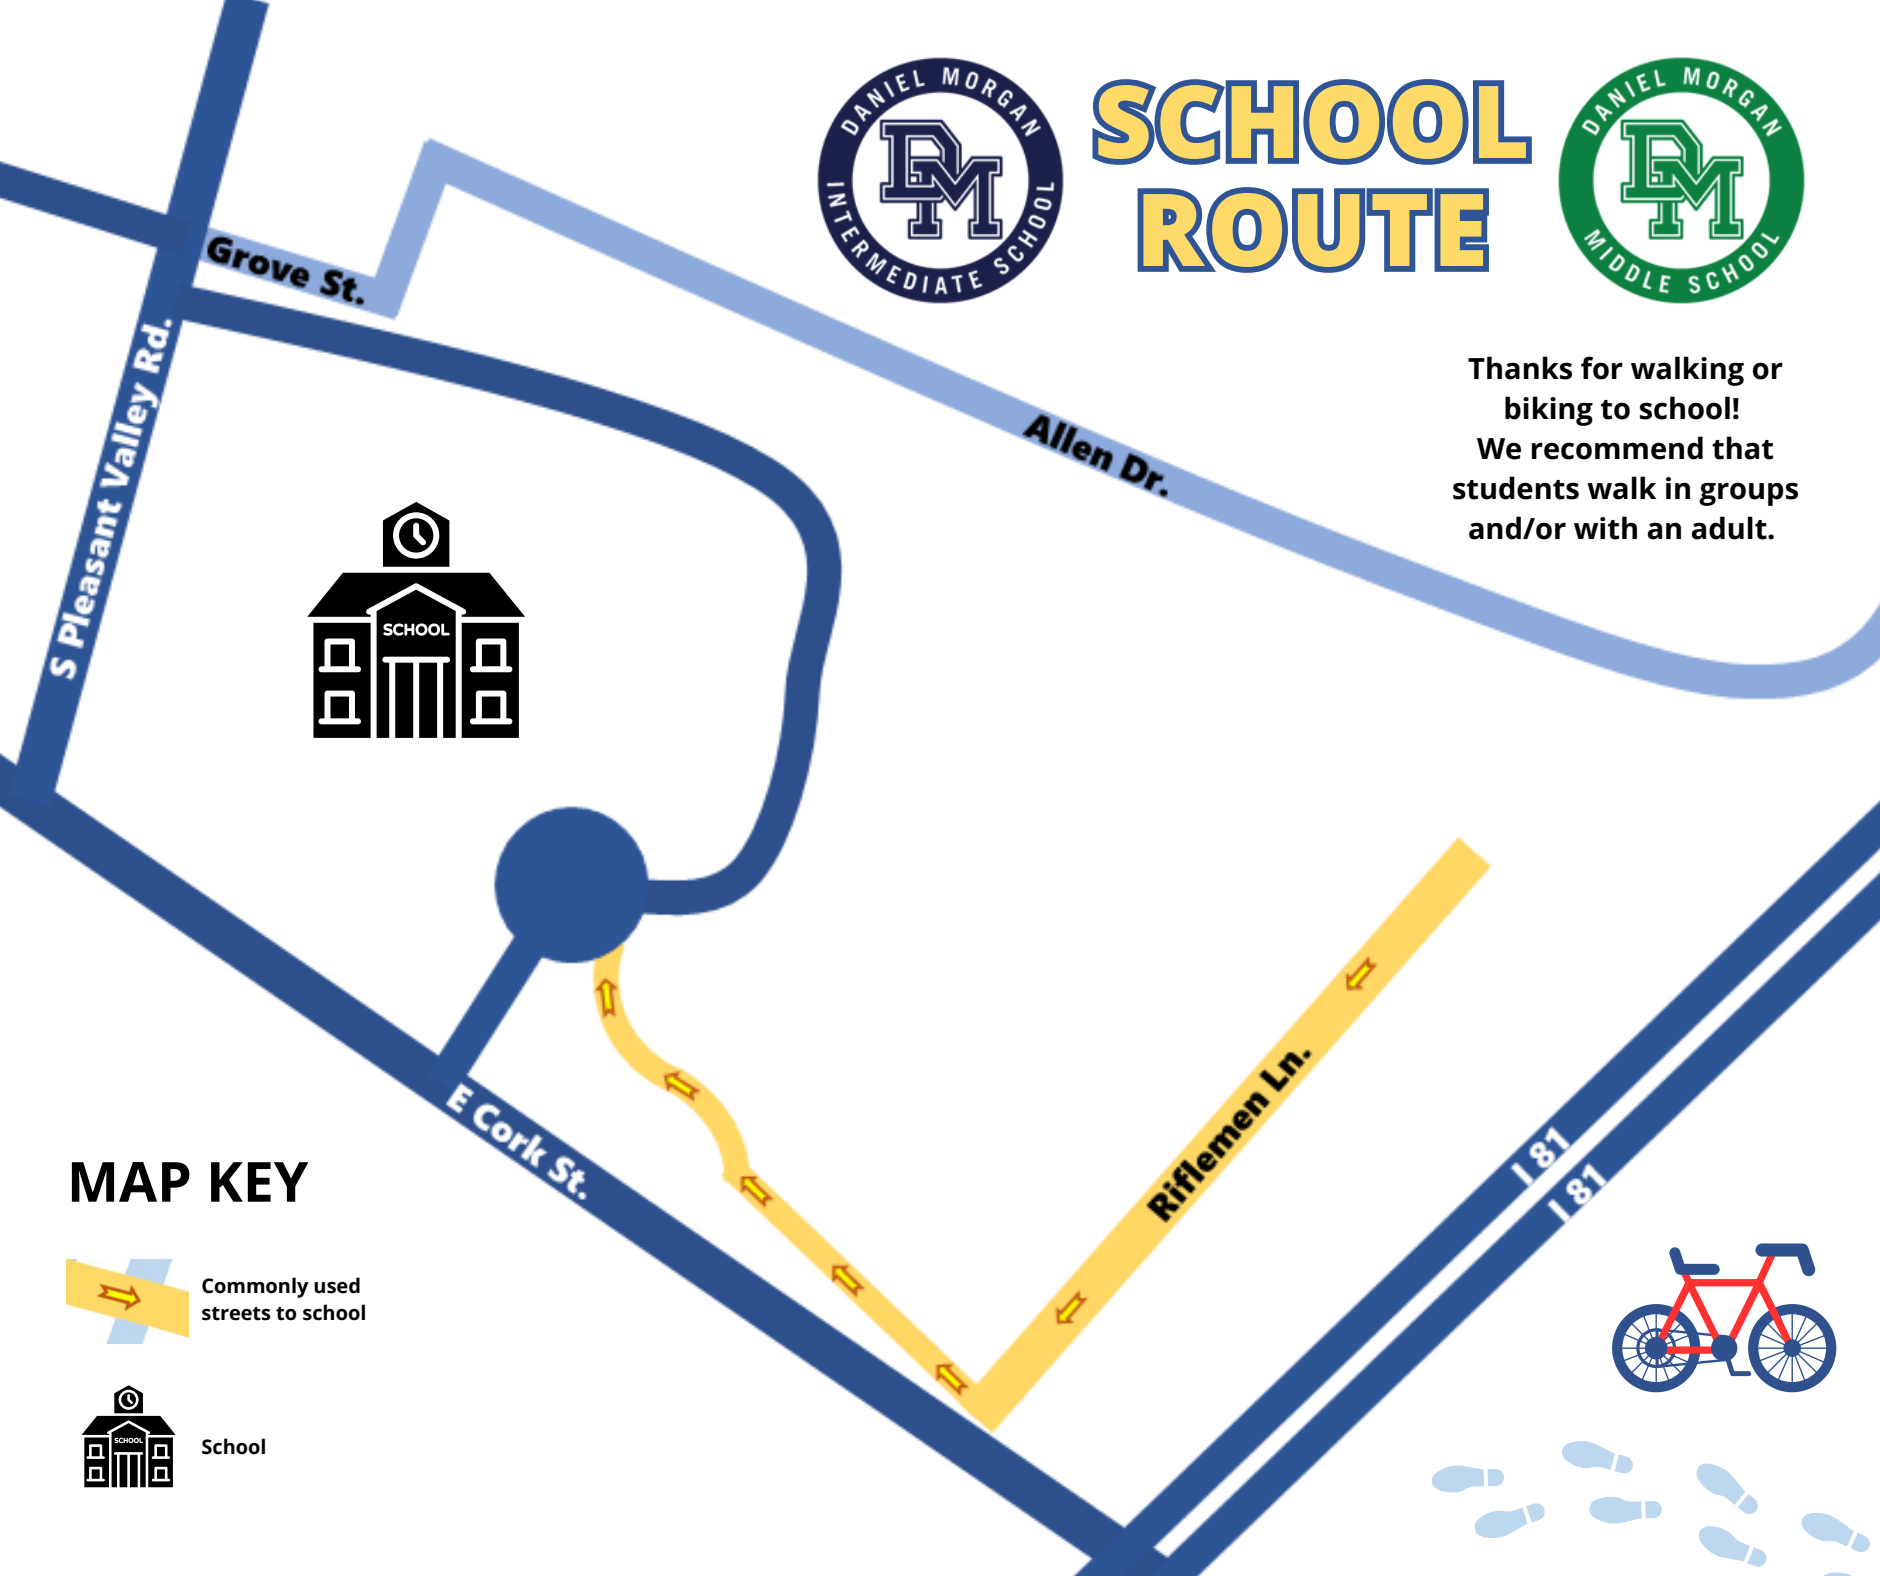 DANIEL MORGAN
DM
INTERMEDIATE SCHOOL
SCHOOL
ROUTE
DANIEL MORGAN
DM
MIDDLE SCHOOL
Thanks for walking or
biking to school!
We recommend that
students walk in groups
and/or with an adult.
Grove St.
S Pleasant Valley Rd.
Allen Dr.
SCHOOL
Riflemen Ln.
E Cork St.
I 81
I 81
MAP KEY
Commonly used
streets to school
SCHOOL
School